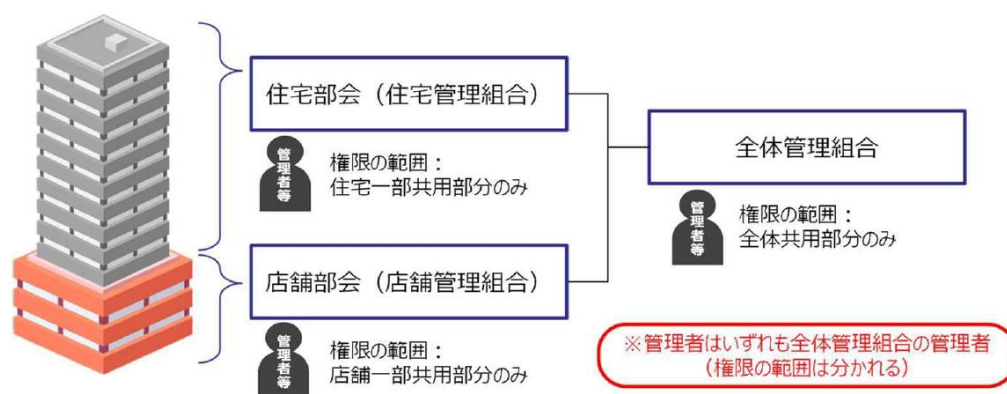 住宅部会（住宅管理組合）
管理者等
権限の範囲：
住宅一部共用部分のみ
店舗部会（店舗管理組合）
管理者等
権限の範囲：
店舗一部共用部分のみ
全体管理組合
管理者等
権限の範囲：
全体共用部分のみ
※管理者はいずれも全体管理組合の管理者
（権限の範囲は分かれる）